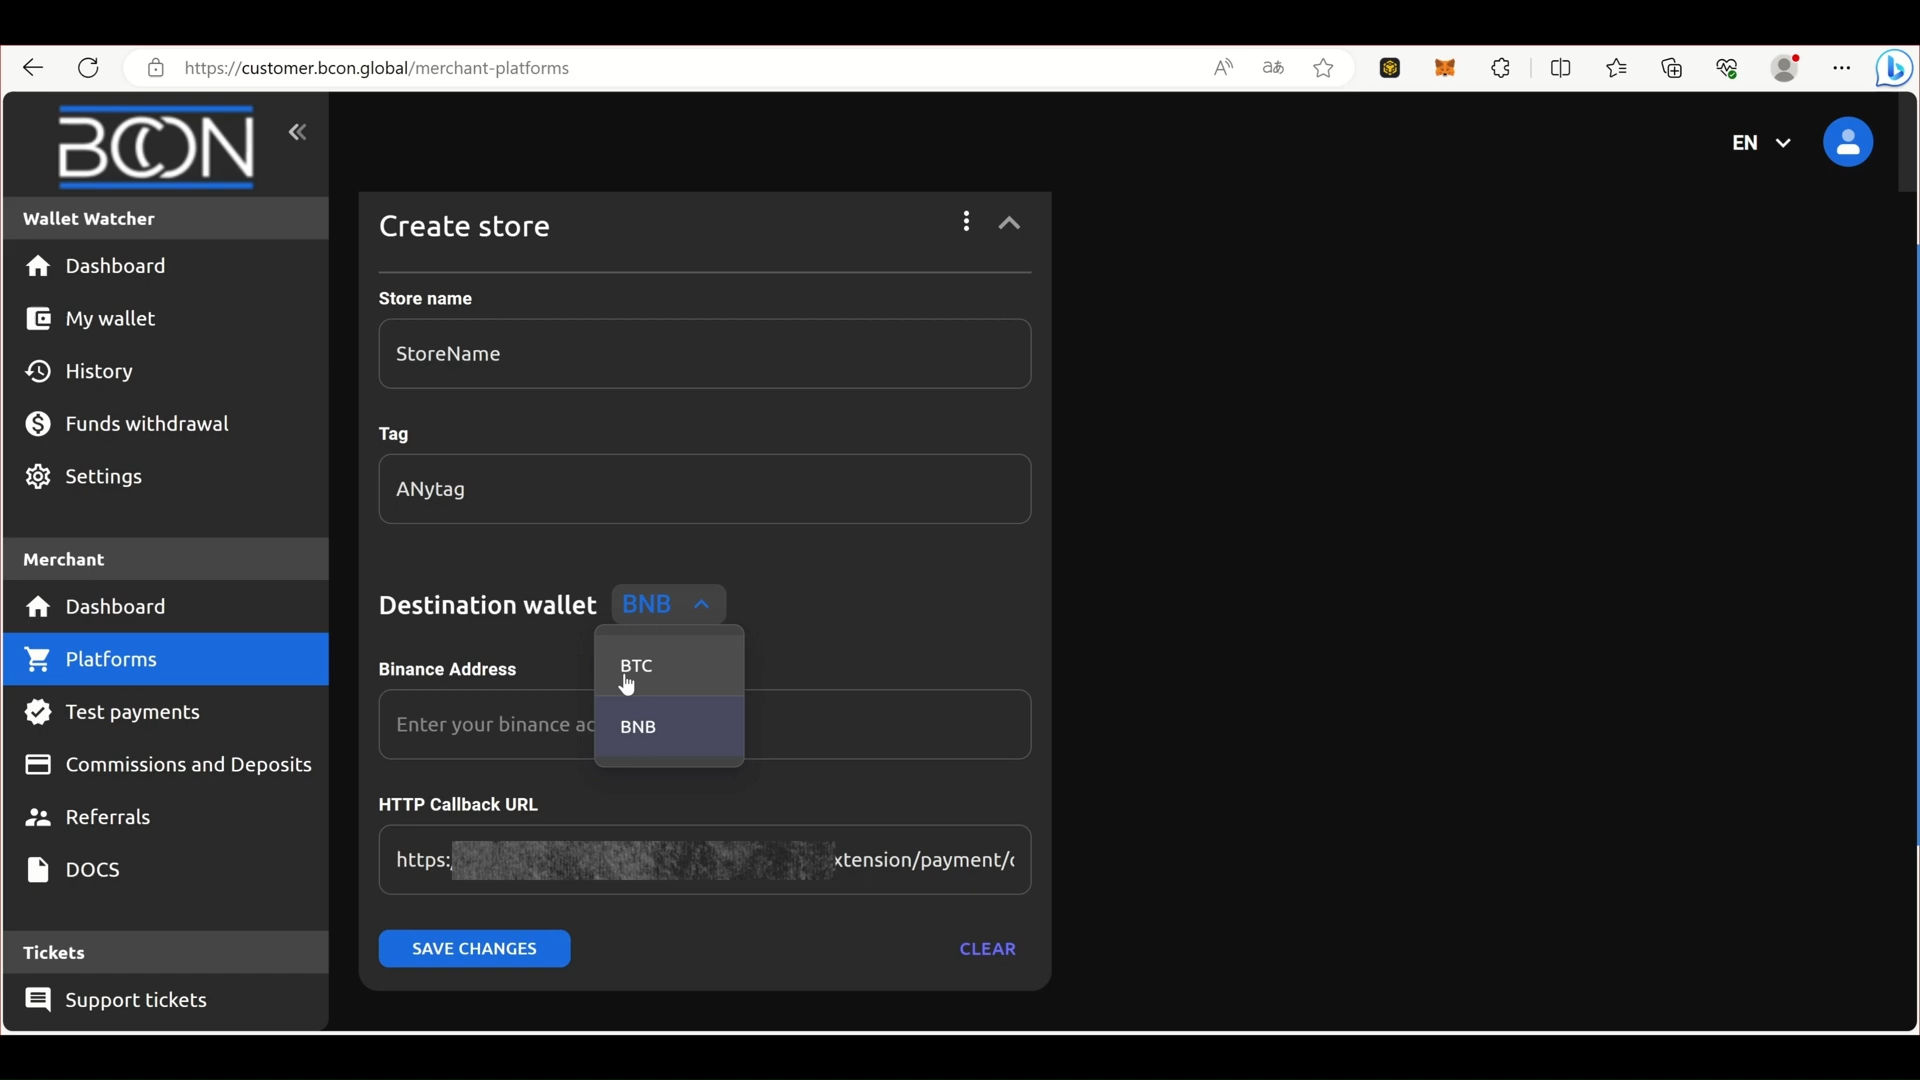 https://customer.bcon.global/merchant-platforms
BCON
EN
Wallet Watcher
Dashboard
My wallet
History
Funds withdrawal
Settings
Merchant
Dashboard
Platforms
Test payments
Commissions and Deposits
Referrals
DOCS
Tickets
Support tickets
Create store
Store name
StoreName
Tag
ANytag
Destination wallet BNB
BTC
BNB
Binance Address
Enter your binance
HTTP Callback URL
https:/ xtension/payment/
SAVE CHANGES
CLEAR